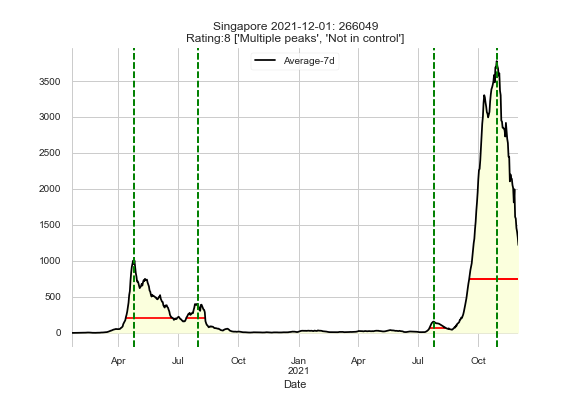 Singapore 2021-12-01: 266049
Rating:8 ['Multiple peaks', 'Not in control']
Average-7d
3500
3000
2500
2000
1500
1000
500
0
Apr
Jul
Oct
Jan
2021
Apr
Jul
Oct
Date